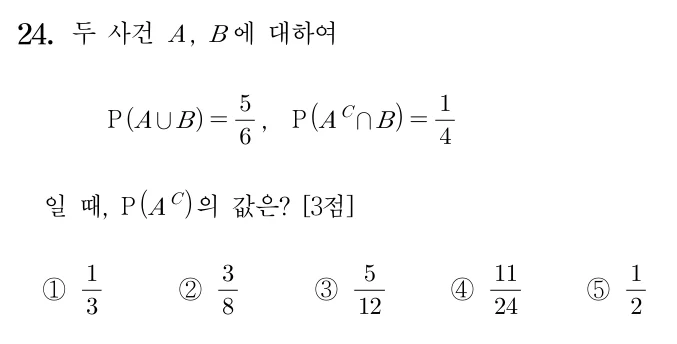 24. 두 사건 A, B에 대하여
P(A∪B)=5/6, P(A^C∩B)=1/4
일 때, P(A^C)의 값은? [3점]
① 1/3 ② 3/8 ③ 5/12 ④ 11/24 ⑤ 1/2